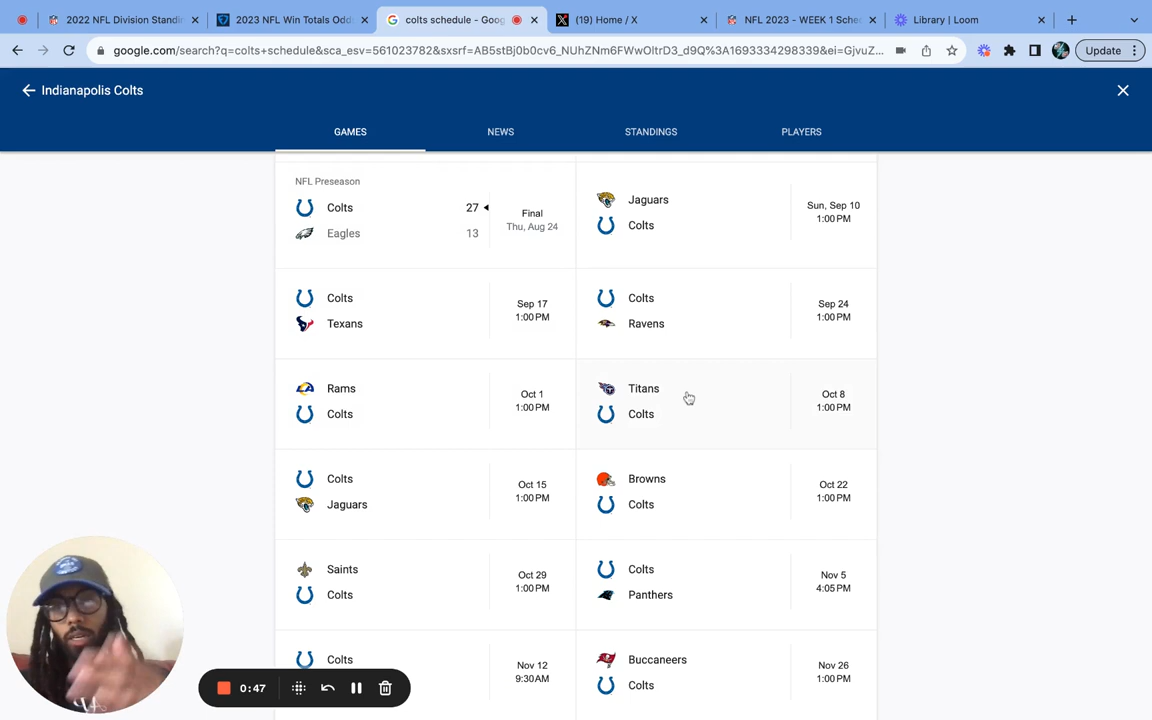 2022 NFL Division Standin
2023 NFL Win Totals Odds
colts schedule - Goog
(19) Home / X
NFL 2023 - WEEK 1 Sched
Library | Loom
google.com/search?q=colts+schedule&sca_esv=561023782&sxsrf=AB5stBj0b0cv6_NUhZNm6FWwOltrD3_d9Q%3A1693334298339&ei=GjvuZ...
Update
Indianapolis Colts
GAMES
NEWS
STANDINGS
PLAYERS
NFL Preseason
Colts 27
Eagles 13
Final
Thu, Aug 24
Jaguars
Colts
Sun, Sep 10
1:00 PM
Colts
Texans
Sep 17
1:00 PM
Colts
Ravens
Sep 24
1:00 PM
Rams
Colts
Oct 1
1:00 PM
Titans
Colts
Oct 8
1:00 PM
Colts
Jaguars
Oct 15
1:00 PM
Browns
Colts
Oct 22
1:00 PM
Saints
Colts
Oct 29
1:00 PM
Colts
Panthers
Nov 5
4:05 PM
Colts
Nov 12
9:30 AM
Buccaneers
Colts
Nov 26
1:00 PM
0:47